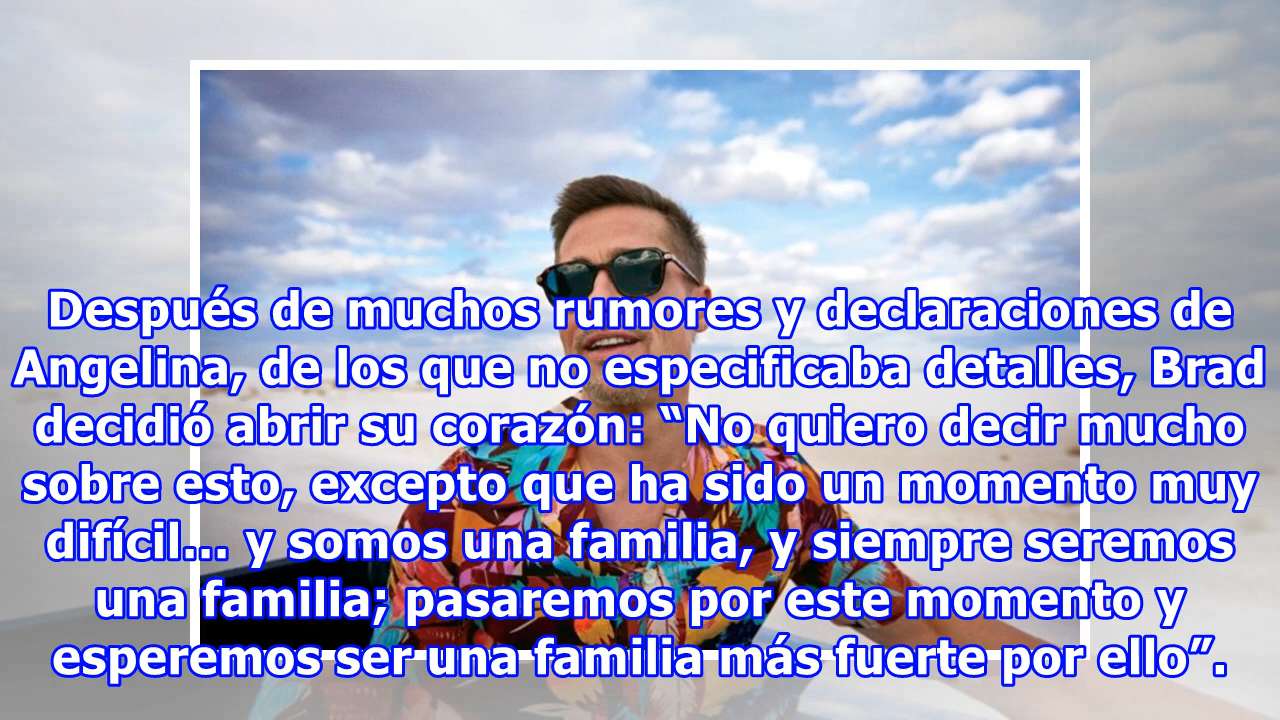 Después de muchos rumores y declaraciones de
Angelina, de los que no especificaba detalles, Brad
decidió abrir su corazón: “No quiero decir mucho
sobre esto, excepto que ha sido un momento muy
difícil... y somos una familia, y siempre seremos
una familia; pasaremos por este momento y
esperemos ser una familia más fuerte por ello”.